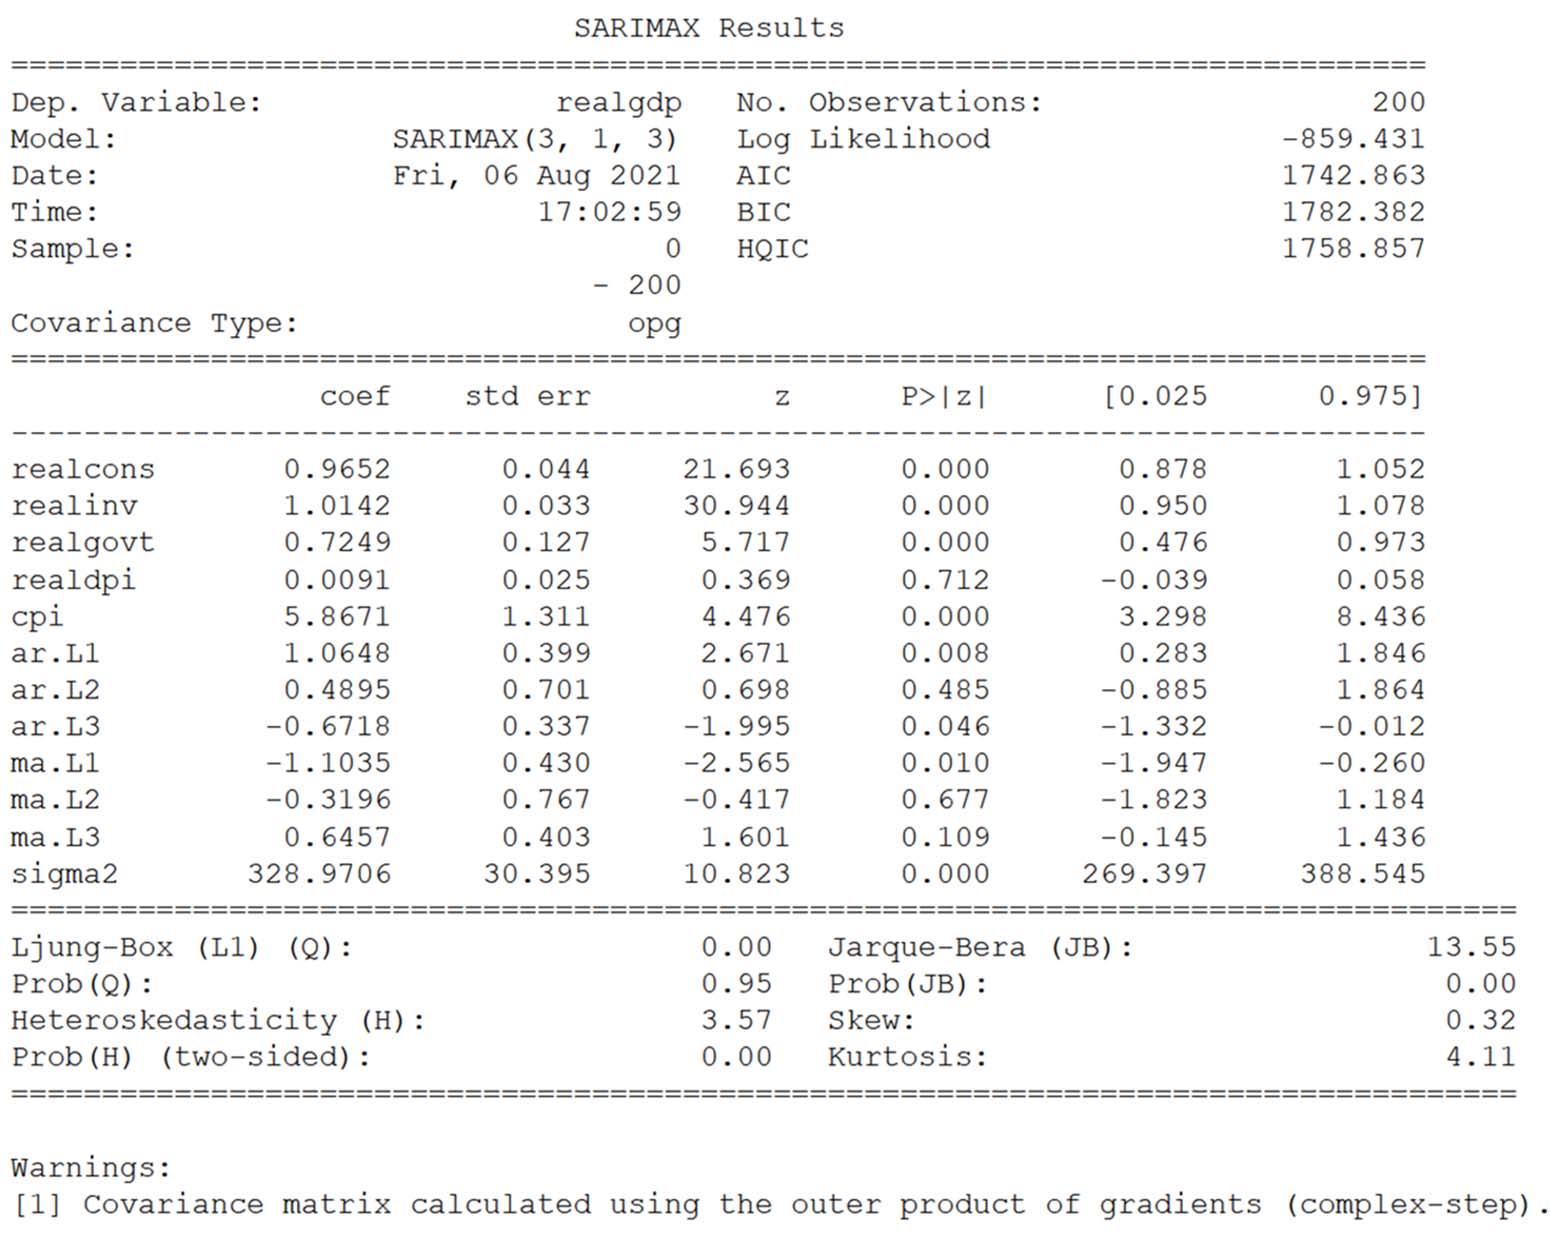 SARIMAX Results
==============================================================================
Dep. Variable: realgdp No. Observations: 200
Model: SARIMAX(3, 1, 3) Log Likelihood -859.431
Date: Fri, 06 Aug 2021 AIC 1742.863
Time: 17:02:59 BIC 1782.382
Sample: 0 HQIC 1758.857
- 200
Covariance Type: opg
==============================================================================
coef std err z P>|z| [0.025 0.975]
------------------------------------------------------------------------------
realcons 0.9652 0.044 21.693 0.000 0.878 1.052
realinv 1.0142 0.033 30.944 0.000 0.950 1.078
realgovt 0.7249 0.127 5.717 0.000 0.476 0.973
realdpi 0.0091 0.025 0.369 0.712 -0.039 0.058
cpi 5.8671 1.311 4.476 0.000 3.298 8.436
ar.L1 1.0648 0.399 2.671 0.008 0.283 1.846
ar.L2 0.4895 0.701 0.698 0.485 -0.885 1.864
ar.L3 -0.6718 0.337 -1.995 0.046 -1.332 -0.012
ma.L1 -1.1035 0.430 -2.565 0.010 -1.947 -0.260
ma.L2 -0.3196 0.767 -0.417 0.677 -1.823 1.184
ma.L3 0.6457 0.403 1.601 0.109 -0.145 1.436
sigma2 328.9706 30.395 10.823 0.000 269.397 388.545
===================================================================================
Ljung-Box (L1) (Q): 0.00 Jarque-Bera (JB): 13.55
Prob(Q): 0.95 Prob(JB): 0.00
Heteroskedasticity (H): 3.57 Skew: 0.32
Prob(H) (two-sided): 0.00 Kurtosis: 4.11
===================================================================================
Warnings:
[1] Covariance matrix calculated using the outer product of gradients (complex-step).